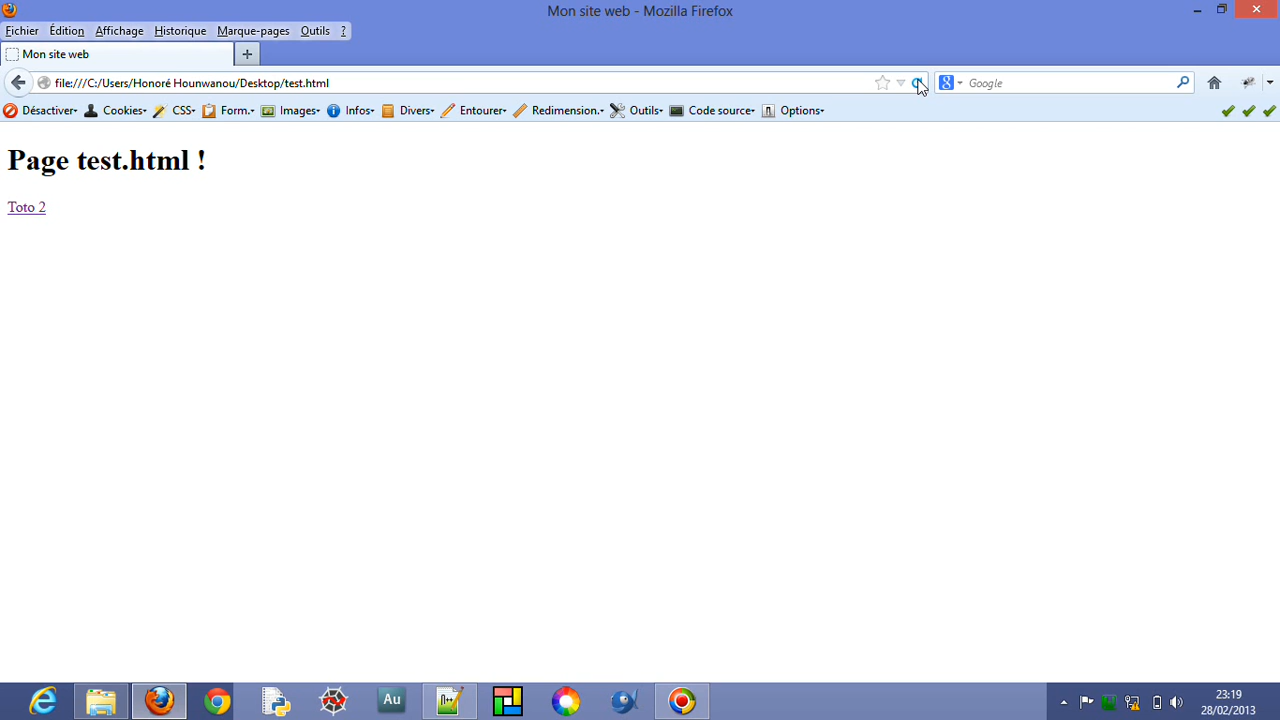 Mon site web - Mozilla Firefox
Fichier Édition Affichage Historique Marque-pages Outils ?
Mon site web
file:///C:/Users/Honoré Hounwanou/Desktop/test.html
Google
Désactiver Cookies CSS Form. Images Infos Divers Entourer Redimension. Outils Code source Options
Page test.html !
Toto 2
Au
23:19
28/02/2013